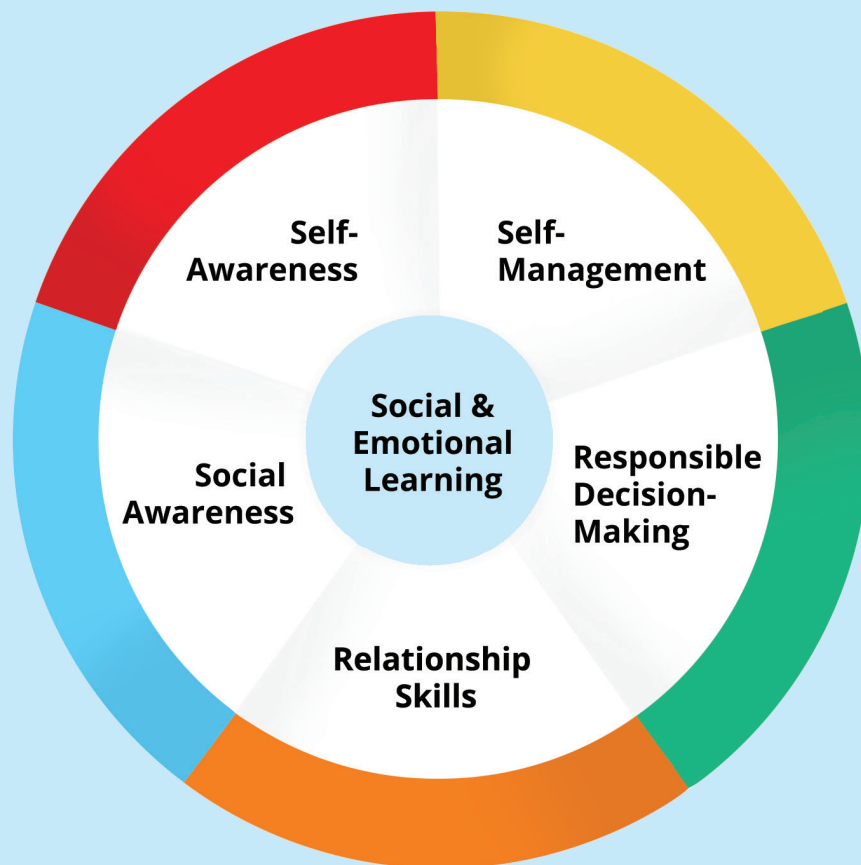 Self-
Awareness
Self-
Management
Social &
Emotional
Learning
Responsible
Decision-
Making
Social
Awareness
Relationship
Skills